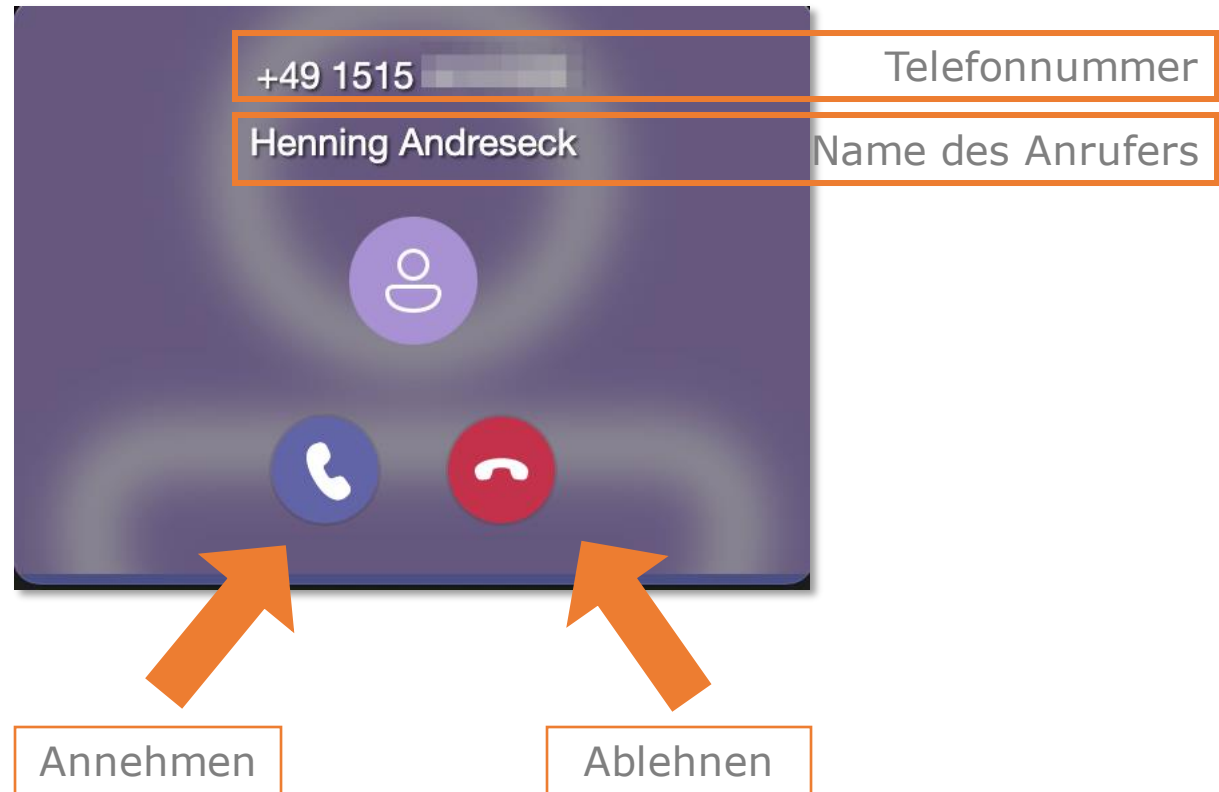 +49 1515
Telefonnummer
Henning Andreseck
Name des Anrufers
Annehmen
Ablehnen